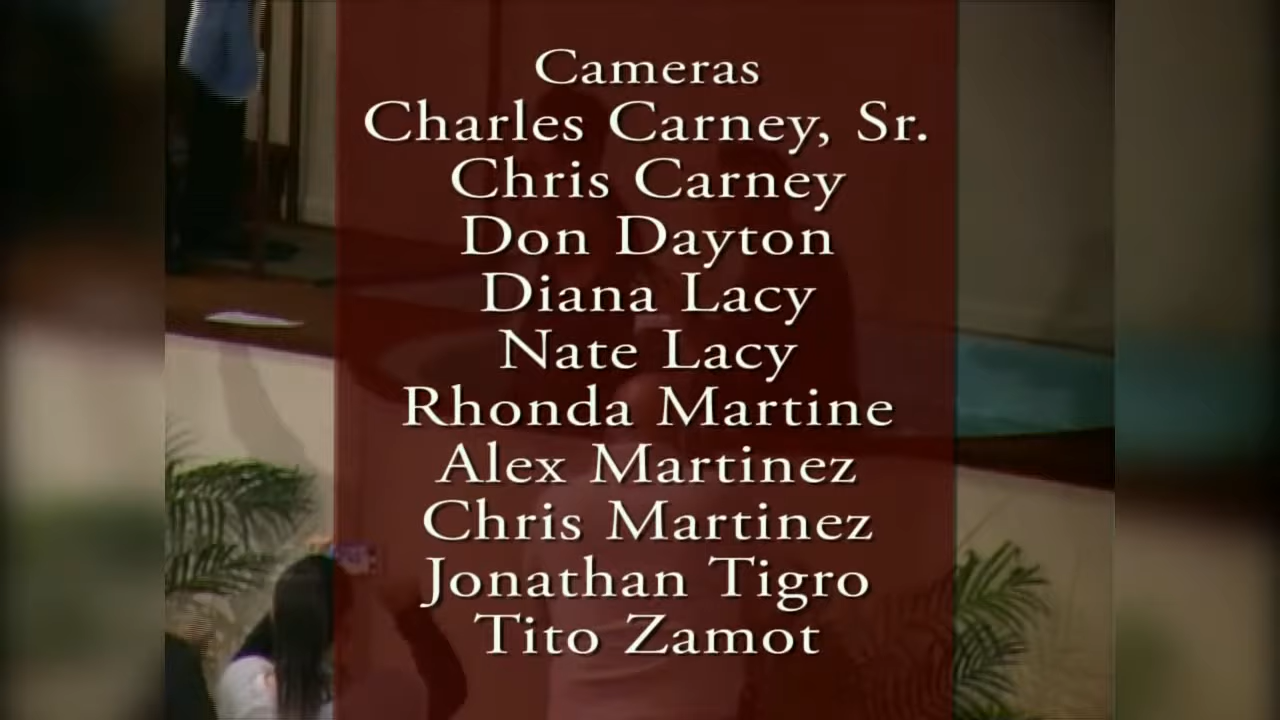 Cameras
Charles Carney, Sr.
Chris Carney
Don Dayton
Diana Lacy
Nate Lacy
Rhonda Martine
Alex Martinez
Chris Martinez
Jonathan Tigro
Tito Zamot